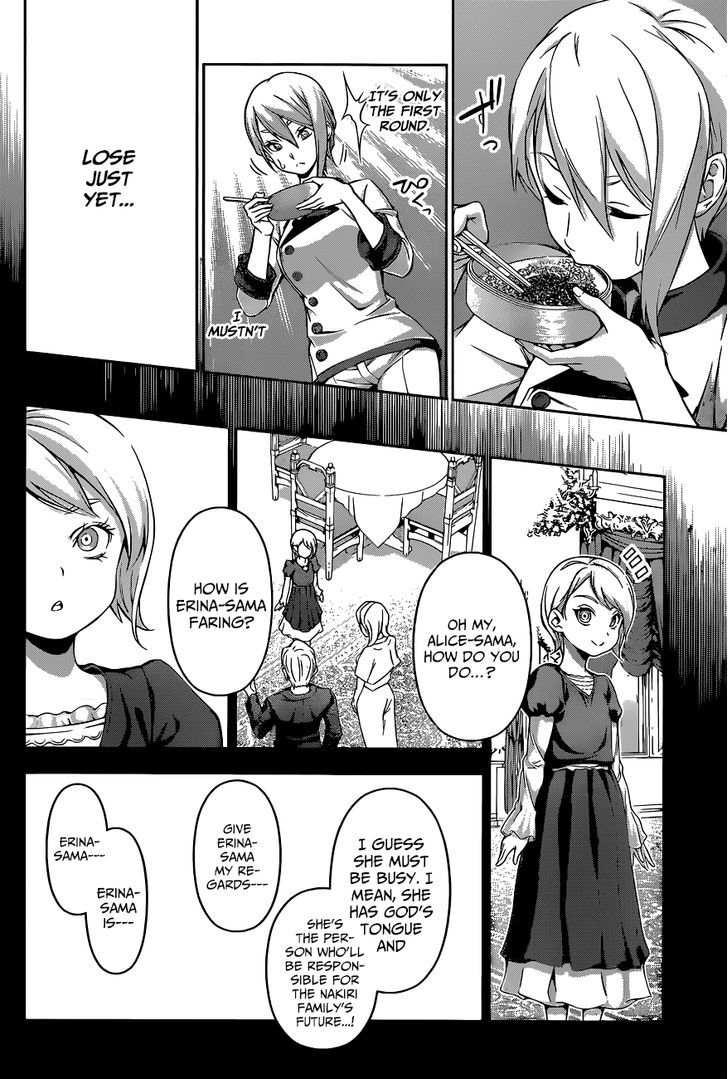 IT'S ONLY
THE FIRST
ROUND.
I
MUSTN'T
LOSE
JUST
YET...
OH MY,
ALICE-SAMA,
HOW DO YOU
DO...?
HOW IS
ERINA-SAMA
FARING?
I GUESS
SHE MUST
BE BUSY. I
MEAN, SHE
HAS GOD'S
TONGUE
AND
SHE'S
THE PER-
SON WHO'LL
BE RESPON-
SIBLE FOR
THE NAKIRI
FAMILY'S
FUTURE...!
GIVE
ERINA-
SAMA
MY RE-
GARDS---
ERINA-
SAMA---
ERINA-
SAMA
IS---